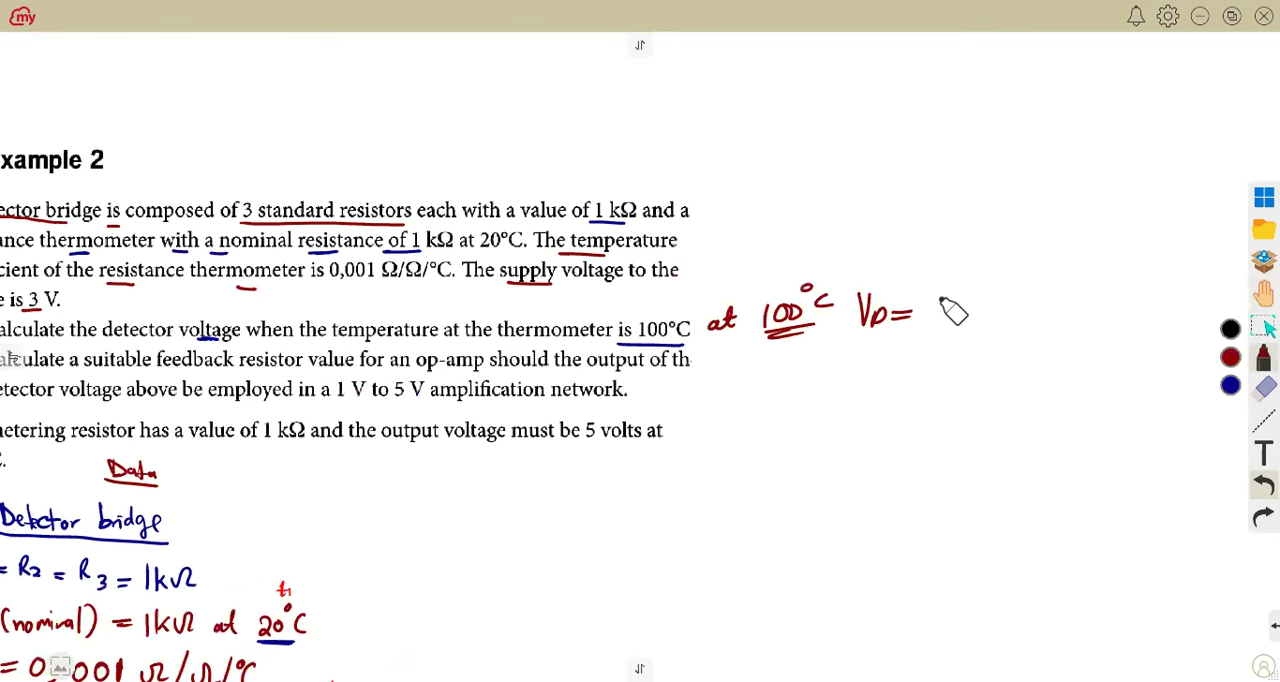 my
xample 2
ector bridge is composed of 3 standard resistors each with a value of 1 kΩ and a
ance thermometer with a nominal resistance of 1 kΩ at 20°C. The temperature
cient of the resistance thermometer is 0,001 Ω/Ω/°C. The supply voltage to the
e is 3 V.
alculate the detector voltage when the temperature at the thermometer is 100°C
at 100°C VD =
alculate a suitable feedback resistor value for an op-amp should the output of th
etector voltage above be employed in a 1 V to 5 V amplification network.
netering resistor has a value of 1 kΩ and the output voltage must be 5 volts at
C.
Data
Detector bridge
= R2 = R3 = 1kΩ
t1
(nominal) = 1kΩ at 20°C
= 0,001 Ω/Ω/°C
T